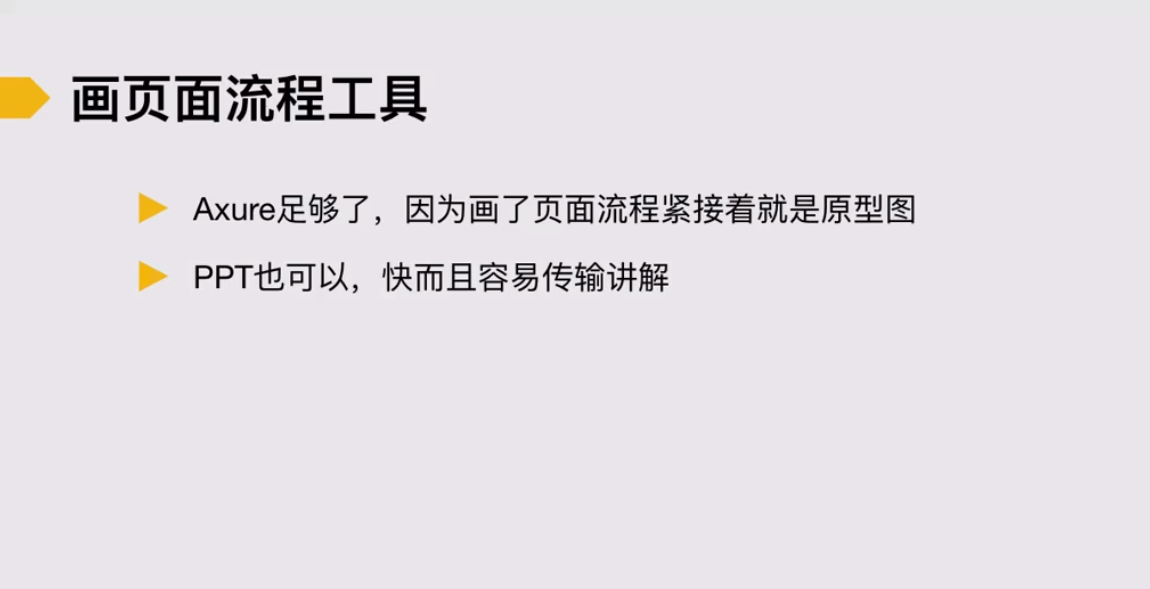 画页面流程工具
Axure足够了，因为画了页面流程紧接着就是原型图
PPT也可以，快而且容易传输讲解